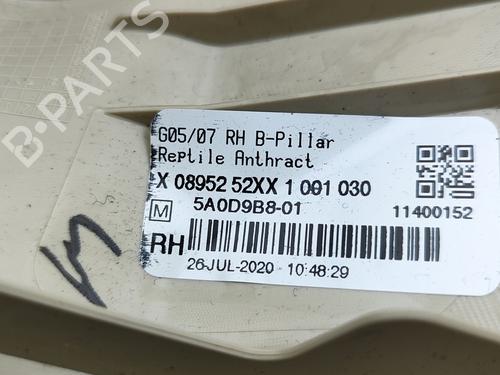 B-PARTS
G05/07 RH B-Pillar
Reptile Anthract
X 08952 52XX 1 001 030
M 5A0D9B8-01 11400152
RH
26-JUL-2020 10:48:29